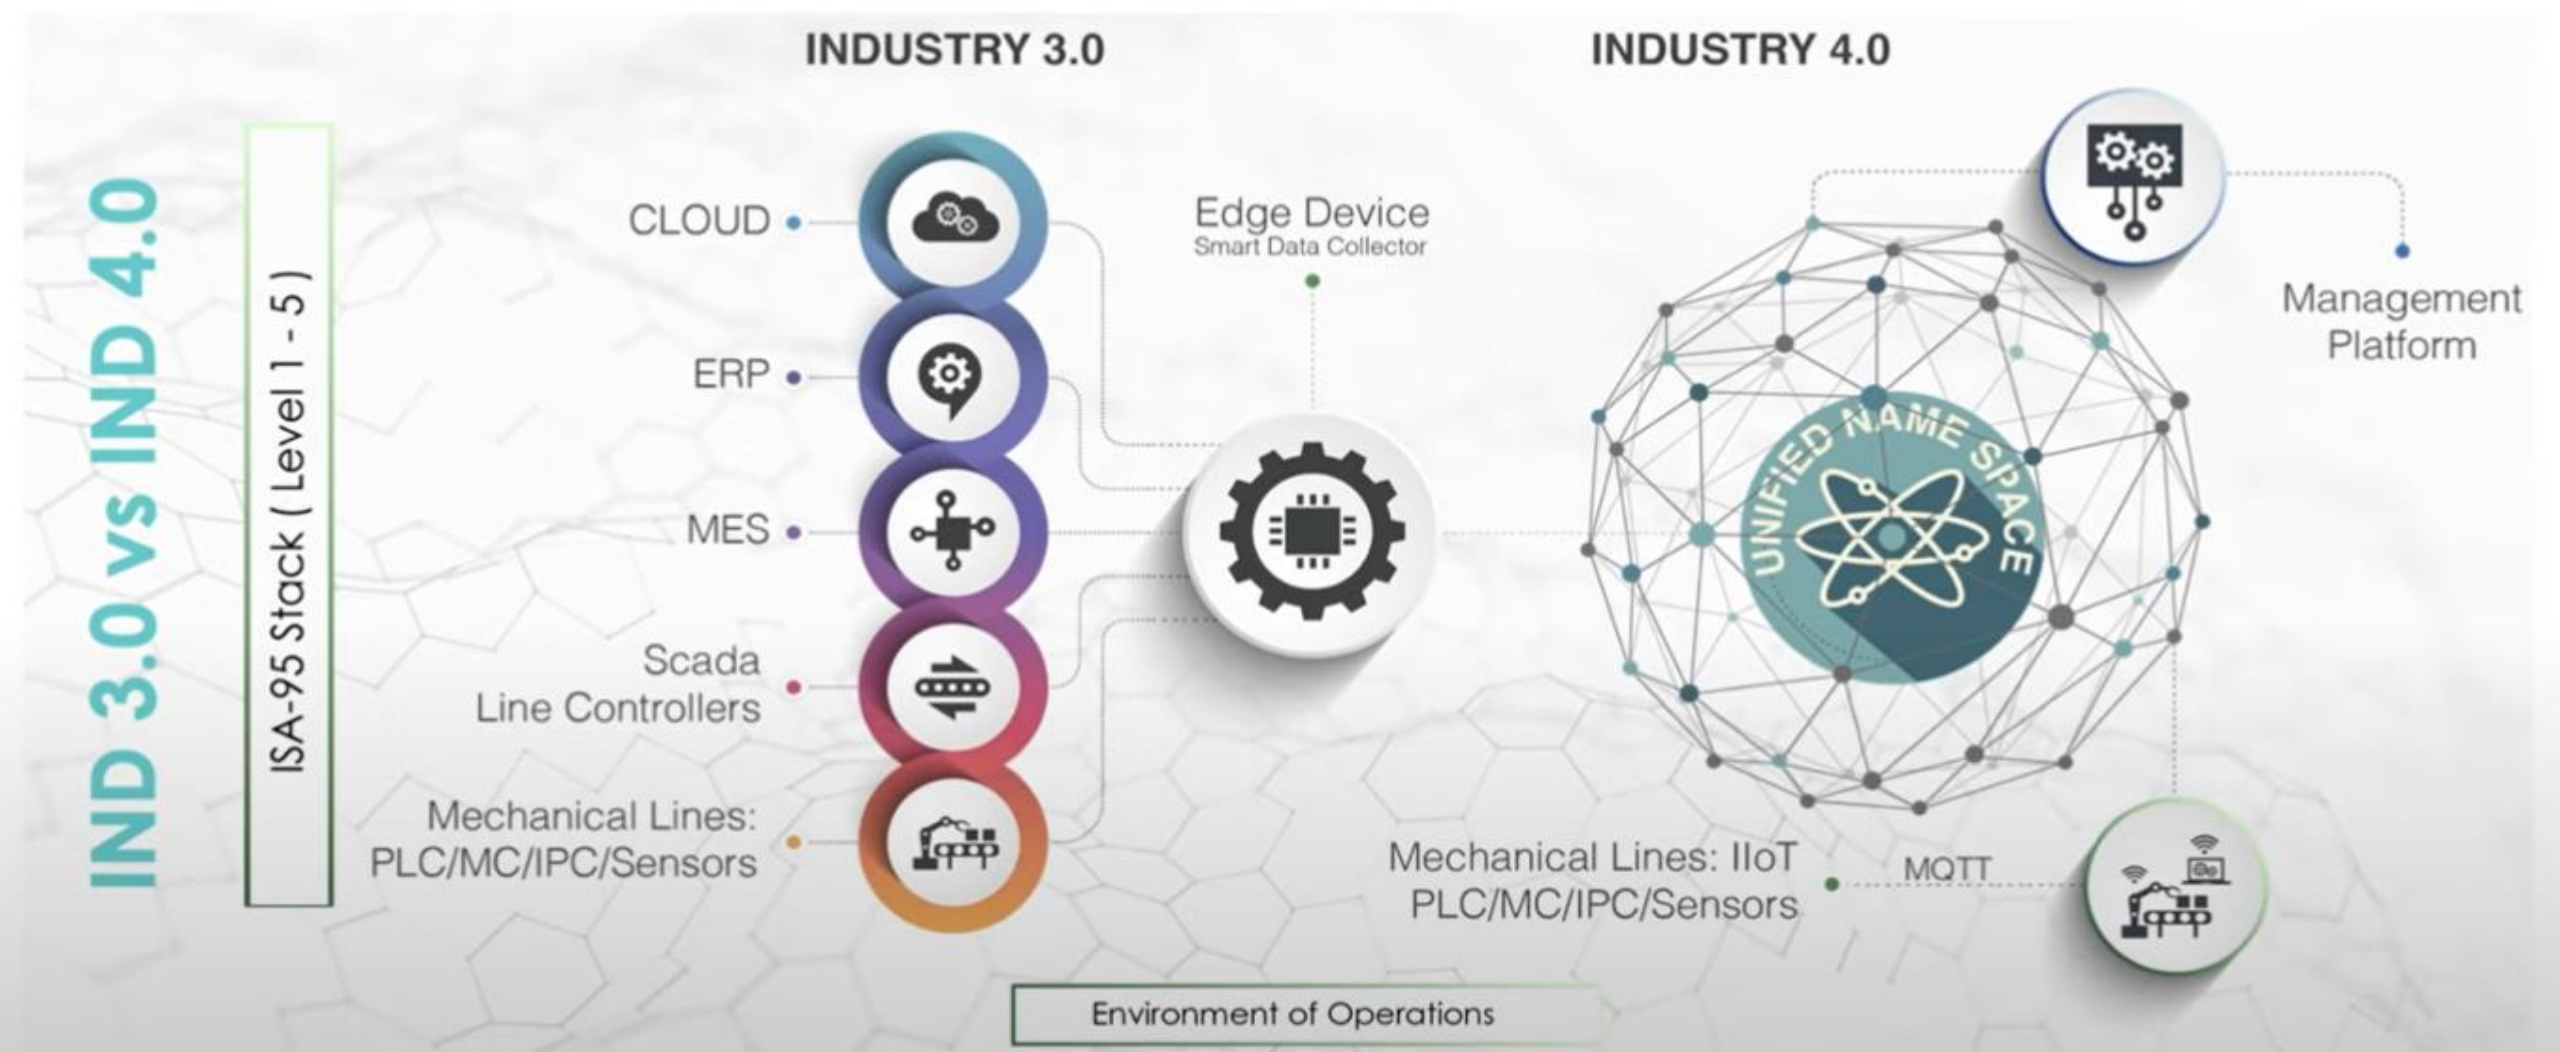 IND 3.0 vs IND 4.0
ISA-95 Stack ( Level 1 - 5 )
INDUSTRY 3.0
CLOUD
ERP
MES
Scada
Line Controllers
Mechanical Lines:
PLC/MC/IPC/Sensors
Edge Device
Smart Data Collector
INDUSTRY 4.0
UNIFIED NAME SPACE
Management
Platform
Mechanical Lines: IIoT
PLC/MC/IPC/Sensors
MQTT
Environment of Operations